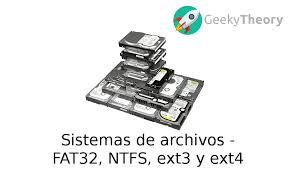 GeekyTheory
Sistemas de archivos -
FAT32, NTFS, ext3 y ext4